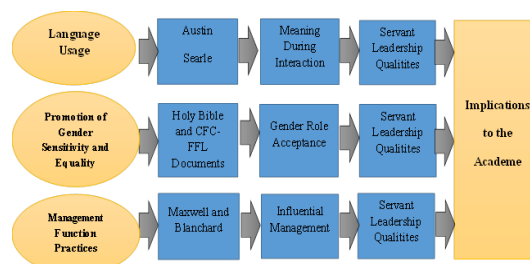 Language
Usage
Austin
Searle
Meaning
During
Interaction
Servant
Leadership
Qualitites
Promotion of
Gender
Sensitivity and
Equality
Holy Bible
and CFC-
FFL
Documents
Gender Role
Acceptance
Servant
Leadership
Qualitites
Management
Function
Practices
Maxwell and
Blanchard
Influential
Management
Servant
Leadership
Qualitites
Implications
to the
Academe